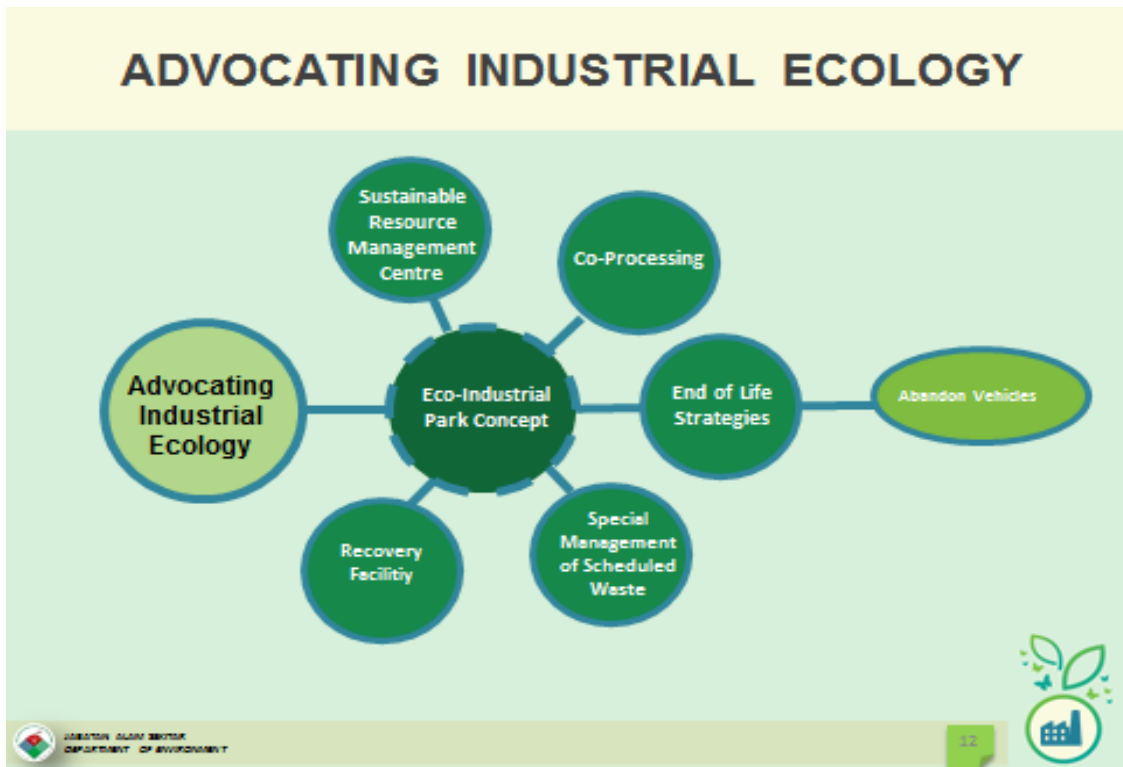 ADVOCATING INDUSTRIAL ECOLOGY
Sustainable
Resource
Management
Centre
Co-Processing
Advocating
Industrial
Ecology
Eco-Industrial
Park Concept
End of Life
Strategies
Abandon Vehicles
Recovery
Facilitiy
Special
Management
of Scheduled
Waste
JABATAN ALAM SEKITAR
DEPARTMENT OF ENVIRONMENT
12